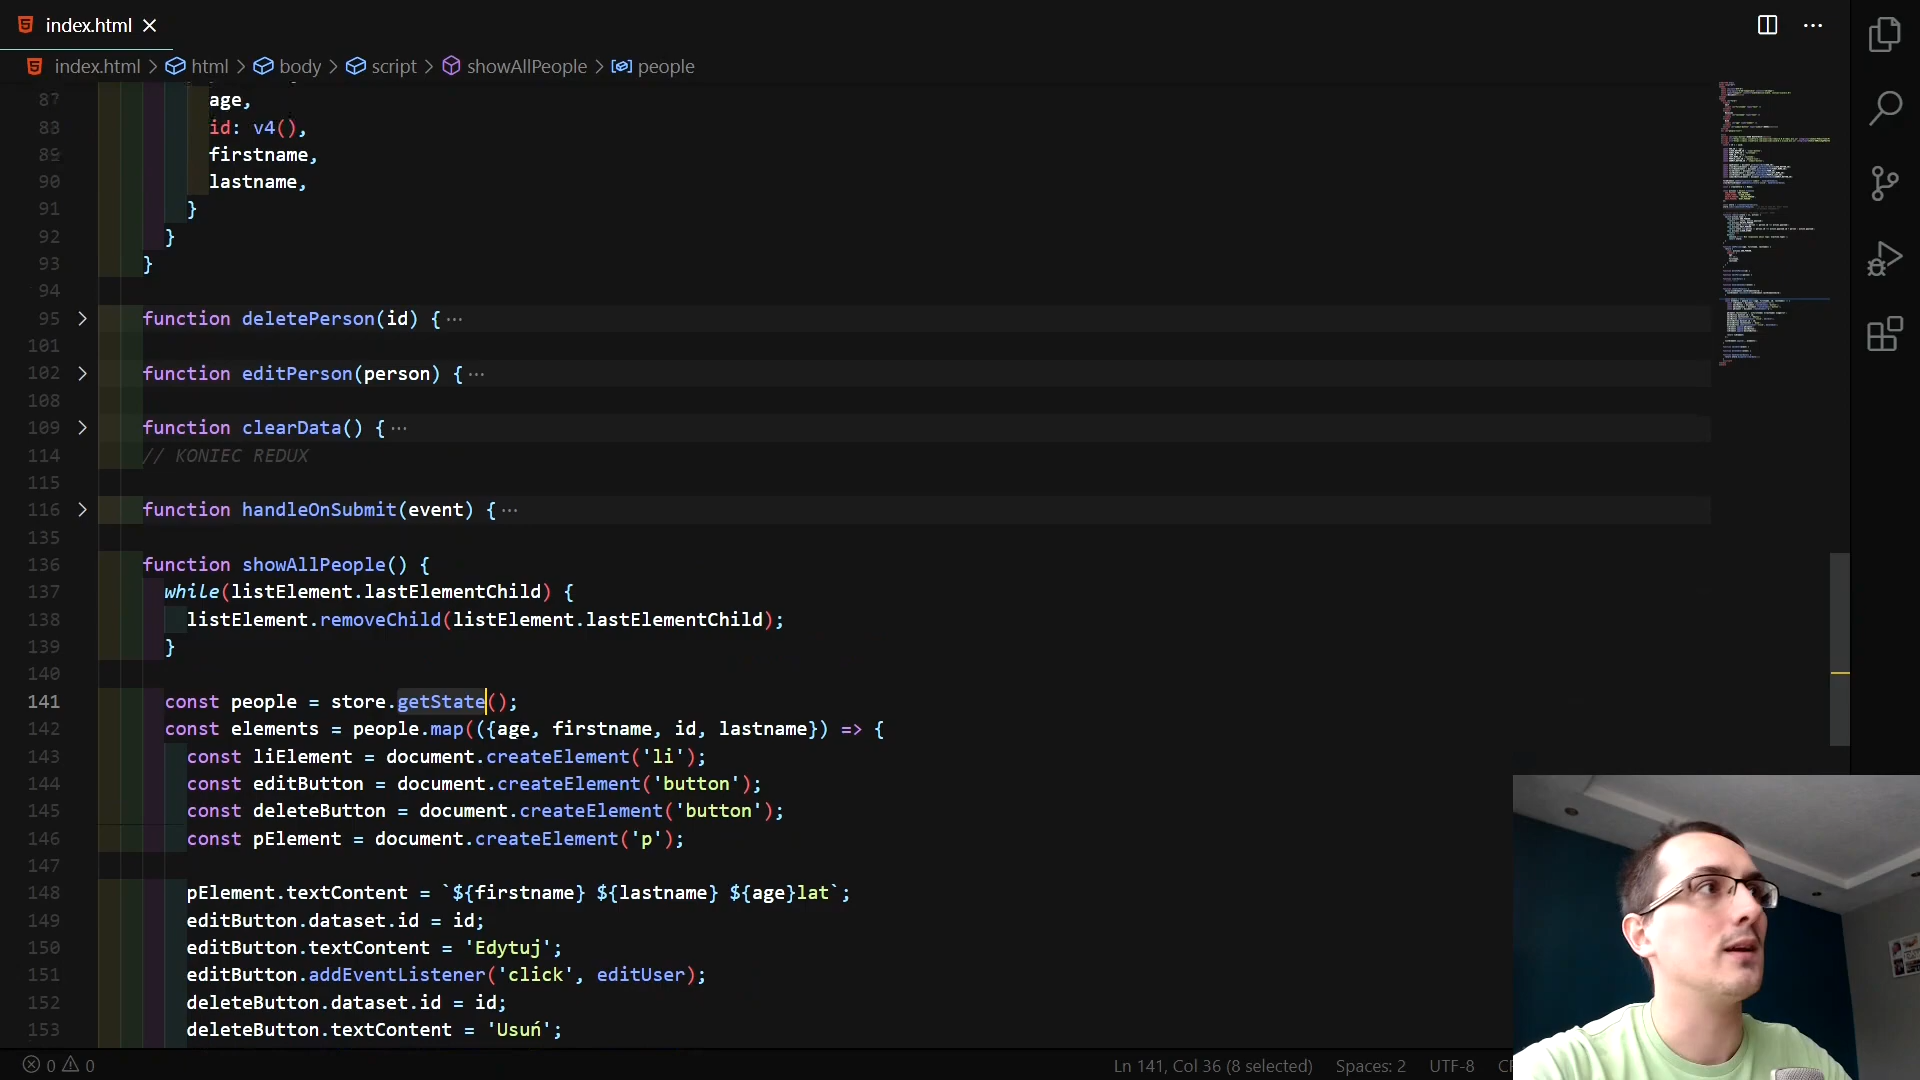 index.html
index.html > html > body > script > showAllPeople > people
87 age,
88 id: v4(),
89 firstname,
90 lastname,
91 }
92 }
93 }
94
95 function deletePerson(id) { ···
101
102 function editPerson(person) { ···
108
109 function clearData() { ···
114 // KONIEC REDUX
115
116 function handleOnSubmit(event) { ···
135
136 function showAllPeople() {
137 while(listElement.lastElementChild) {
138 listElement.removeChild(listElement.lastElementChild);
139 }
140
141 const people = store.getState();
142 const elements = people.map(({age, firstname, id, lastname}) => {
143 const liElement = document.createElement('li');
144 const editButton = document.createElement('button');
145 const deleteButton = document.createElement('button');
146 const pElement = document.createElement('p');
147
148 pElement.textContent = `${firstname} ${lastname} ${age}lat`;
149 editButton.dataset.id = id;
150 editButton.textContent = 'Edytuj';
151 editButton.addEventListener('click', editUser);
152 deleteButton.dataset.id = id;
153 deleteButton.textContent = 'Usuń';
0 0 Ln 141, Col 36 (8 selected) Spaces: 2 UTF-8